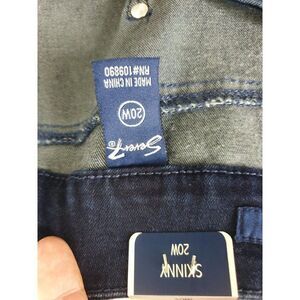 Seven7®
20W
MADE IN CHINA
RN#109890
SKINNY
20W